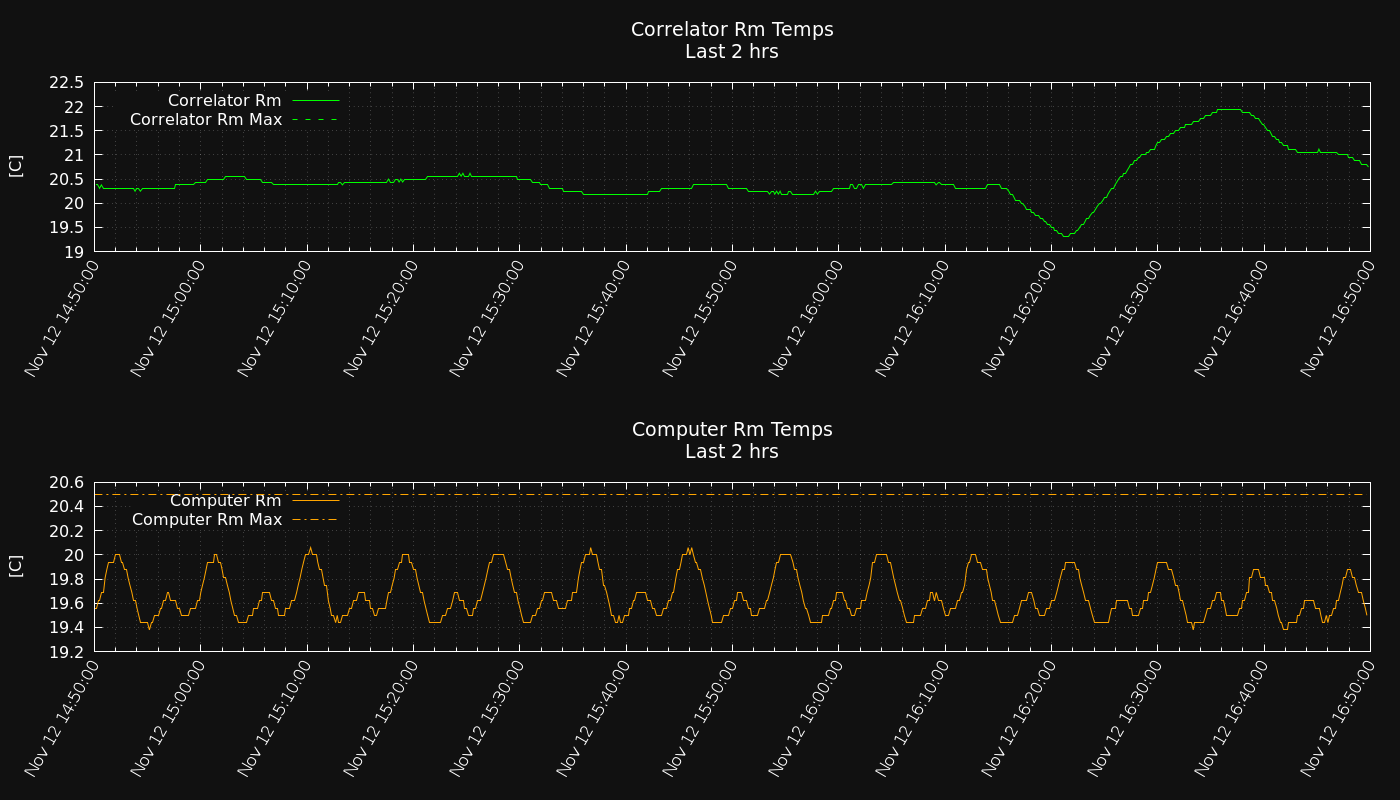 Correlator Rm Temps
Last 2 hrs
[C]
22.5
22
21.5
21
20.5
20
19.5
19
Correlator Rm
Correlator Rm Max
Nov 12 14:50:00
Nov 12 15:00:00
Nov 12 15:10:00
Nov 12 15:20:00
Nov 12 15:30:00
Nov 12 15:40:00
Nov 12 15:50:00
Nov 12 16:00:00
Nov 12 16:10:00
Nov 12 16:20:00
Nov 12 16:30:00
Nov 12 16:40:00
Nov 12 16:50:00
Computer Rm Temps
Last 2 hrs
[C]
20.6
20.4
20.2
20
19.8
19.6
19.4
19.2
Computer Rm
Computer Rm Max
Nov 12 14:50:00
Nov 12 15:00:00
Nov 12 15:10:00
Nov 12 15:20:00
Nov 12 15:30:00
Nov 12 15:40:00
Nov 12 15:50:00
Nov 12 16:00:00
Nov 12 16:10:00
Nov 12 16:20:00
Nov 12 16:30:00
Nov 12 16:40:00
Nov 12 16:50:00